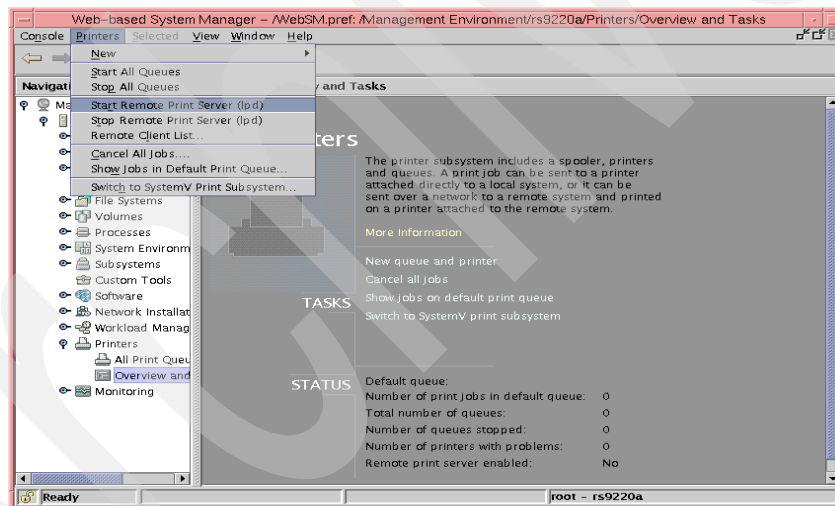 Web-based System Manager - /WebSM.pref: /Management Environment/rs9220a/Printers/Overview and Tasks
Console Printers Selected View Window Help
New
Start All Queues
Stop All Queues
Start Remote Print Server (lpd)
Stop Remote Print Server (lpd)
Remote Client List...
Cancel All Jobs....
Show Jobs in Default Print Queue...
Switch to SystemV Print Subsystem...
Navigati
y and Tasks
Ma
File Systems
Volumes
Processes
System Environm
Subsystems
Custom Tools
Software
Network Installat
Workload Manag
Printers
All Print Queu
Overview and
Monitoring
ters
The printer subsystem includes a spooler, printers
and queues. A print job can be sent to a printer
attached directly to a local system, or it can be
sent over a network to a remote system and printed
on a printer attached to the remote system.
More Information
TASKS
New queue and printer
Cancel all jobs
Show jobs on default print queue
Switch to SystemV print subsystem
STATUS
Default queue:
Number of print jobs in default queue: 0
Total number of queues: 0
Number of queues stopped: 0
Number of printers with problems: 0
Remote print server enabled: No
Ready
root - rs9220a